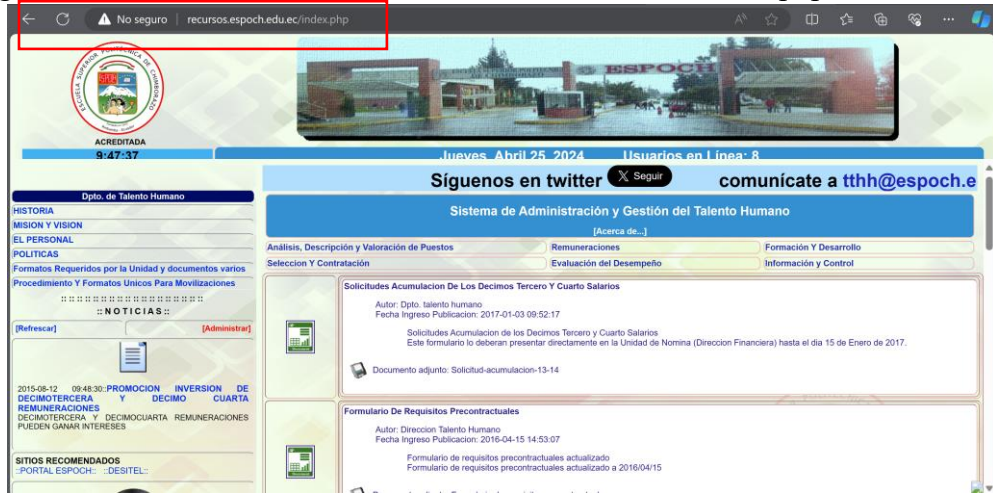 No seguro | recursos.espoch.edu.ec/index.php
ESCUELA SUPERIOR POLITECNICA DE CHIMBORAZO
ESPOCH
ACREDITADA
9:47:37
ESPOCH
Jueves, Abril 25, 2024 Usuarios en Línea: 8
Síguenos en twitter X Seguir comunícate a tthh@espoch.e
Dpto. de Talento Humano
HISTORIA
MISION Y VISION
EL PERSONAL
POLITICAS
Formatos Requeridos por la Unidad y documentos varios
Procedimiento Y Formatos Unicos Para Movilizaciones
:: :: :: :: :: :: :: :: :: :: :: :: :: :: :: :: ::
:: N O T I C I A S ::
[Refrescar] [Administrar]
2015-08-12 09:48:30::PROMOCION INVERSION DE
DECIMOTERCERA Y DECIMO CUARTA
REMUNERACIONES
DECIMOTERCERA Y DECIMOCUARTA REMUNERACIONES
PUEDEN GANAR INTERESES
SITIOS RECOMENDADOS
::PORTAL ESPOCH:: ::DESITEL::
Sistema de Administración y Gestión del Talento Humano
[Acerca de...]
Análisis, Descripción y Valoración de Puestos Remuneraciones Formación Y Desarrollo
Seleccion Y Contratación Evaluación del Desempeño Información y Control
Solicitudes Acumulacion De Los Decimos Tercero Y Cuarto Salarios
Autor: Dpto. talento humano
Fecha Ingreso Publicacion: 2017-01-03 09:52:17
Solicitudes Acumulacion de los Decimos Tercero y Cuarto Salarios
Este formulario lo deberan presentar directamente en la Unidad de Nomina (Direccion Financiera) hasta el dia 15 de Enero de 2017.
Documento adjunto: Solicitud-acumulacion-13-14
Formulario De Requisitos Precontractuales
Autor: Direccion Talento Humano
Fecha Ingreso Publicacion: 2016-04-15 14:53:07
Formulario de requisitos precontractuales actualizado
Formulario de requisitos precontractuales actualizado a 2016/04/15